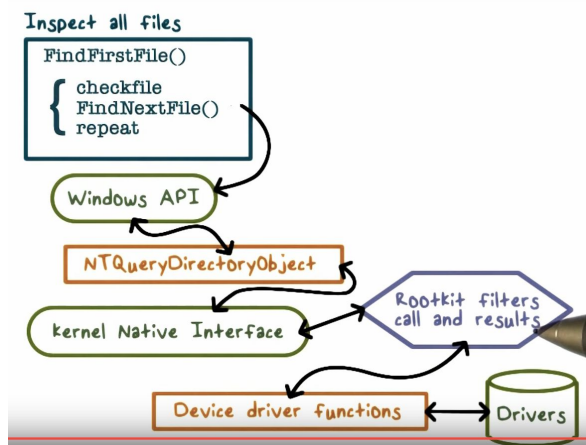 Inspect all files
FindFirstFile()
checkfile
FindNextFile()
repeat
Windows API
NTQueryDirectoryObject
Kernel Native Interface
Rootkit filters
call and results
Device driver functions
Drivers